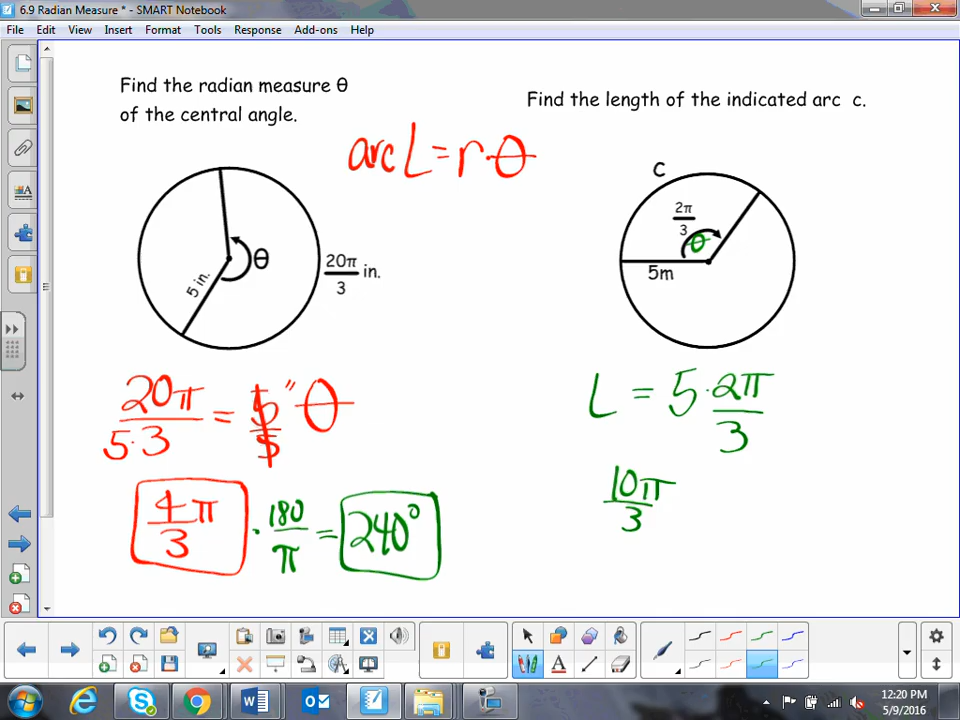 6.9 Radian Measure * - SMART Notebook
File Edit View Insert Format Tools Response Add-ons Help
Find the radian measure θ
of the central angle.
Find the length of the indicated arc c.
arc L = r·θ
θ
5 in.
20π/3 in.
c
2π/3
θ
5m
20π/5·3 = 5"/5 θ
4π/3 · 180/π = 240°
L = 5·2π/3
10π/3
12:20 PM
5/9/2016